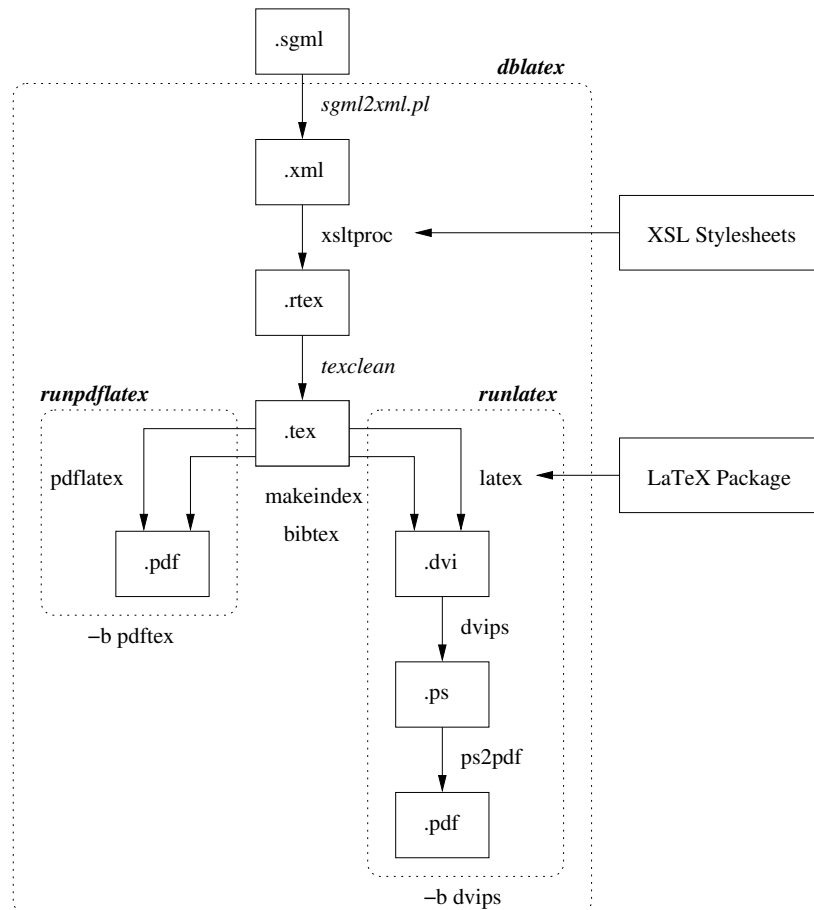 .sgml
dblatex
sgml2xml.pl
.xml
xsltproc
XSL Stylesheets
.rtex
texclean
runpdflatex
runlatex
.tex
pdflatex
latex
LaTeX Package
makeindex
bibtex
.pdf
.dvi
−b pdftex
dvips
.ps
ps2pdf
.pdf
−b dvips